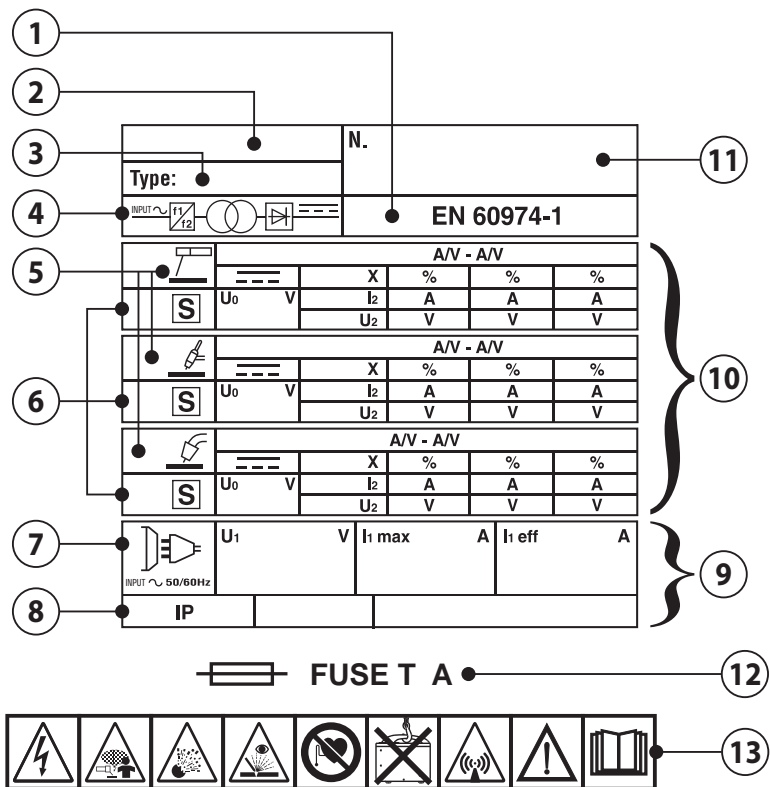 1
2
N.
3
Type:
11
4
INPUT
f1
f2
EN 60974-1
5
A/V - A/V
X % % %
S
U0 V
I2 A A A
U2 V V V
A/V - A/V
X % % %
6
S
U0 V
I2 A A A
U2 V V V
10
A/V - A/V
X % % %
S
U0 V
I2 A A A
U2 V V V
7
U1 V I1 max A I1 eff A
INPUT 50/60Hz
9
8
IP
FUSE T A
12
13